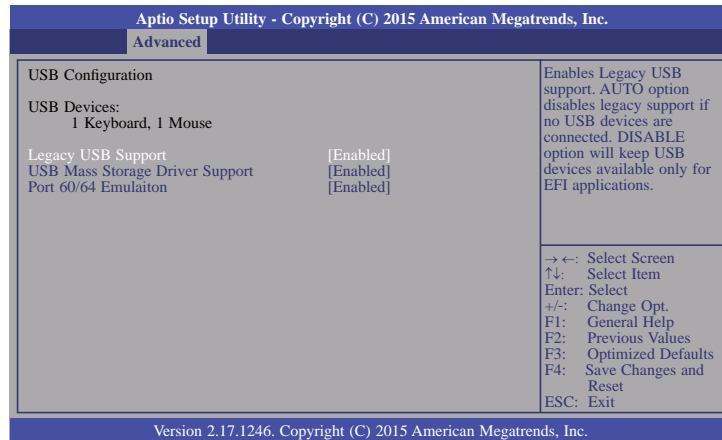 Aptio Setup Utility - Copyright (C) 2015 American Megatrends, Inc.
Advanced
USB Configuration
USB Devices:
1 Keyboard, 1 Mouse
Legacy USB Support [Enabled]
USB Mass Storage Driver Support [Enabled]
Port 60/64 Emulaiton [Enabled]
Enables Legacy USB
support. AUTO option
disables legacy support if
no USB devices are
connected. DISABLE
option will keep USB
devices available only for
EFI applications.
→ ←: Select Screen
↑↓: Select Item
Enter: Select
+/-: Change Opt.
F1: General Help
F2: Previous Values
F3: Optimized Defaults
F4: Save Changes and
Reset
ESC: Exit
Version 2.17.1246. Copyright (C) 2015 American Megatrends, Inc.